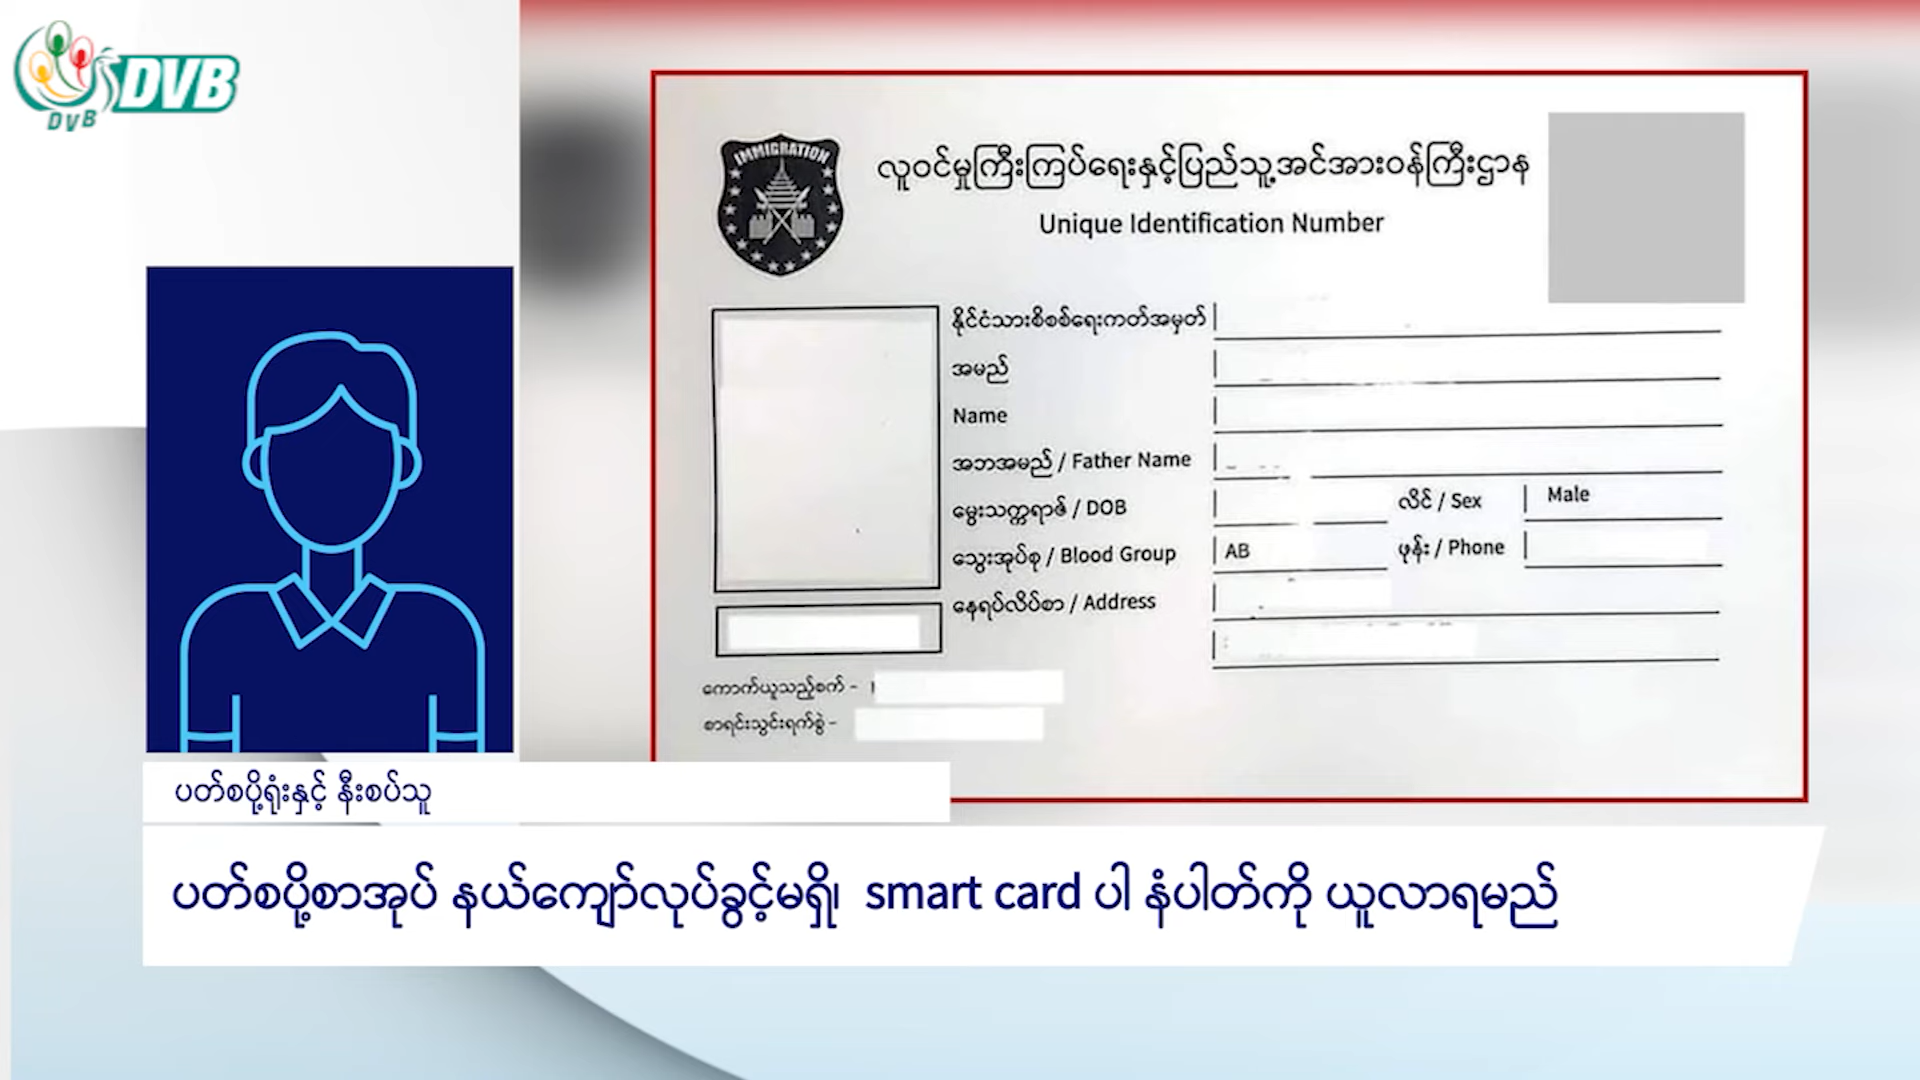 DVB
DVB
IMMIGRATION
လူဝင်မှုကြီးကြပ်ရေးနှင့်ပြည်သူ့အင်အားဝန်ကြီးဌာန
Unique Identification Number
နိုင်ငံသားစိစစ်ရေးကတ်အမှတ်
အမည်
Name
အဘအမည် / Father Name
မွေးသက္ကရာဇ် / DOB
လိင် / Sex
Male
သွေးအုပ်စု / Blood Group
AB
ဖုန်း / Phone
နေရပ်လိပ်စာ / Address
ကောက်ယူသည့်စက် -
စာရင်းသွင်းရက်စွဲ -
ပတ်စပို့ရုံးနှင့် နီးစပ်သူ
ပတ်စပို့စာအုပ် နယ်ကျော်လုပ်ခွင့်မရှိ၊ smart card ပါ နံပါတ်ကို ယူလာရမည်